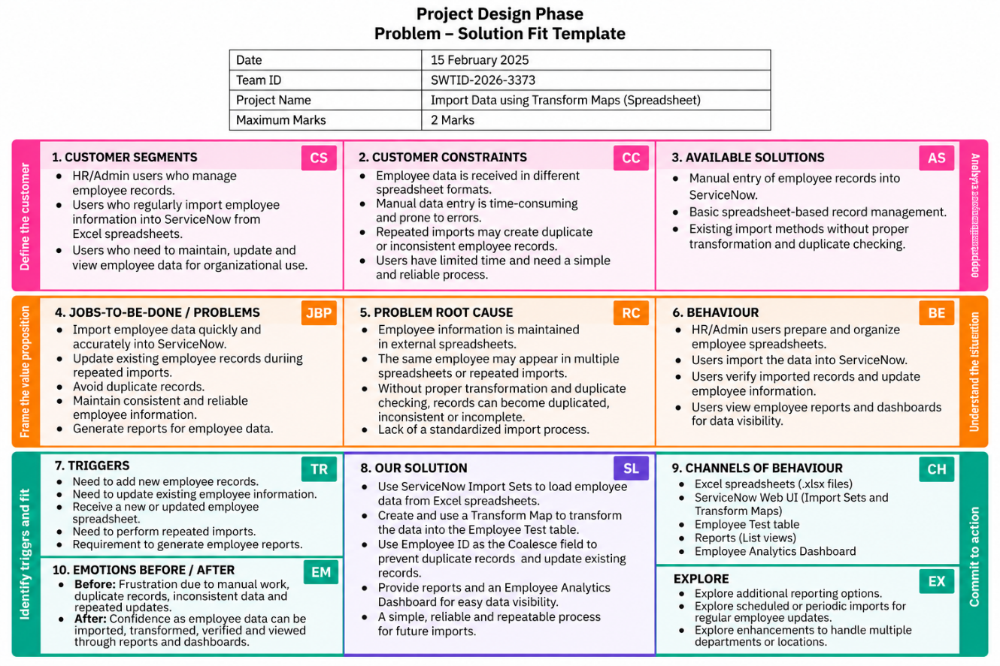 Project Design Phase
Problem – Solution Fit Template
Date 15 February 2025
Team ID SWTID-2026-3373
Project Name Import Data using Transform Maps (Spreadsheet)
Maximum Marks 2 Marks
Define the customer
1. CUSTOMER SEGMENTS
CS
● HR/Admin users who manage
employee records.
● Users who regularly import employee
information into ServiceNow from
Excel spreadsheets.
● Users who need to maintain, update and
view employee data for organizational use.
2. CUSTOMER CONSTRAINTS
CC
● Employee data is received in different
spreadsheet formats.
● Manual data entry is time-consuming
and prone to errors.
● Repeated imports may create duplicate
or inconsistent employee records.
● Users have limited time and need a simple
and reliable process.
3. AVAILABLE SOLUTIONS
AS
● Manual entry of employee records into
ServiceNow.
● Basic spreadsheet-based record management.
● Existing import methods without proper
transformation and duplicate checking.
Frame the value proposition
4. JOBS-TO-BE-DONE / PROBLEMS
JBP
● Import employee data quickly and
accurately into ServiceNow.
● Update existing employee records duriing
repeated imports.
● Avoid duplicate records.
● Maintain consistent and reliable
employee information.
● Generate reports for employee data.
5. PROBLEM ROOT CAUSE
RC
● Employee information is maintained
in external spreadsheets.
● The same employee may appear in multiple
spreadsheets or repeated imports.
● Without proper transformation and duplicate
checking, records can become duplicated,
inconsistent or incomplete.
● Lack of a standardized import process.
6. BEHAVIOUR
BE
● HR/Admin users prepare and organize
employee spreadsheets.
● Users import the data into ServiceNow.
● Users verify imported records and update
employee information.
● Users view employee reports and dashboards
for data visibility.
Understand the
Identify triggers and fit
7. TRIGGERS
TR
● Need to add new employee records.
● Need to update existing employee information.
● Receive a new or updated employee
spreadsheet.
● Need to perform repeated imports.
● Requirement to generate employee reports.
10. EMOTIONS BEFORE / AFTER
EM
● Before: Frustration due to manual work,
duplicate records, inconsistent data and
repeated updates.
● After: Confidence as employee data can be
imported, transformed, verified and viewed
through reports and dashboards.
8. OUR SOLUTION
SL
● Use ServiceNow Import Sets to load employee
data from Excel spreadsheets.
● Create and use a Transform Map to transform
the data into the Employee Test table.
● Use Employee ID as the Coalesce field to
prevent duplicate records and update existing
records.
● Provide reports and an Employee Analytics
Dashboard for easy data visibility.
● A simple, reliable and repeatable process
for future imports.
9. CHANNELS OF BEHAVIOUR
CH
● Excel spreadsheets (.xlsx files)
● ServiceNow Web UI (Import Sets and
Transform Maps)
● Employee Test table
● Reports (List views)
● Employee Analytics Dashboard
EXPLORE
EX
● Explore additional reporting options.
● Explore scheduled or periodic imports for
regular employee updates.
● Explore enhancements to handle multiple
departments or locations.
Commit to action